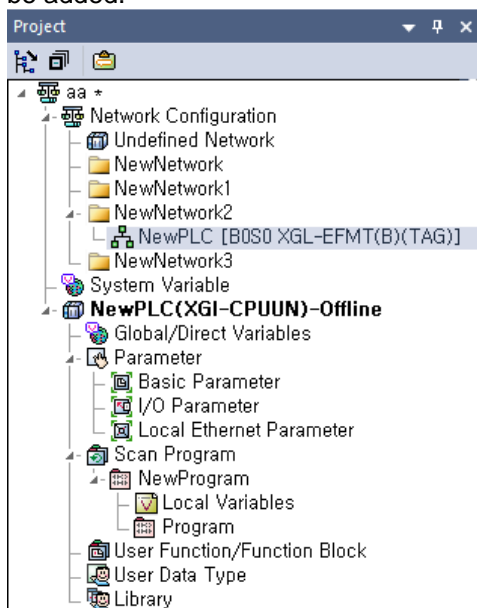 be added.
Project
aa *
Network Configuration
Undefined Network
NewNetwork
NewNetwork1
NewNetwork2
NewPLC [B0S0 XGL-EFMT(B)(TAG)]
NewNetwork3
System Variable
NewPLC(XGI-CPUUN)-Offline
Global/Direct Variables
Parameter
Basic Parameter
I/O Parameter
Local Ethernet Parameter
Scan Program
NewProgram
Local Variables
Program
User Function/Function Block
User Data Type
Library